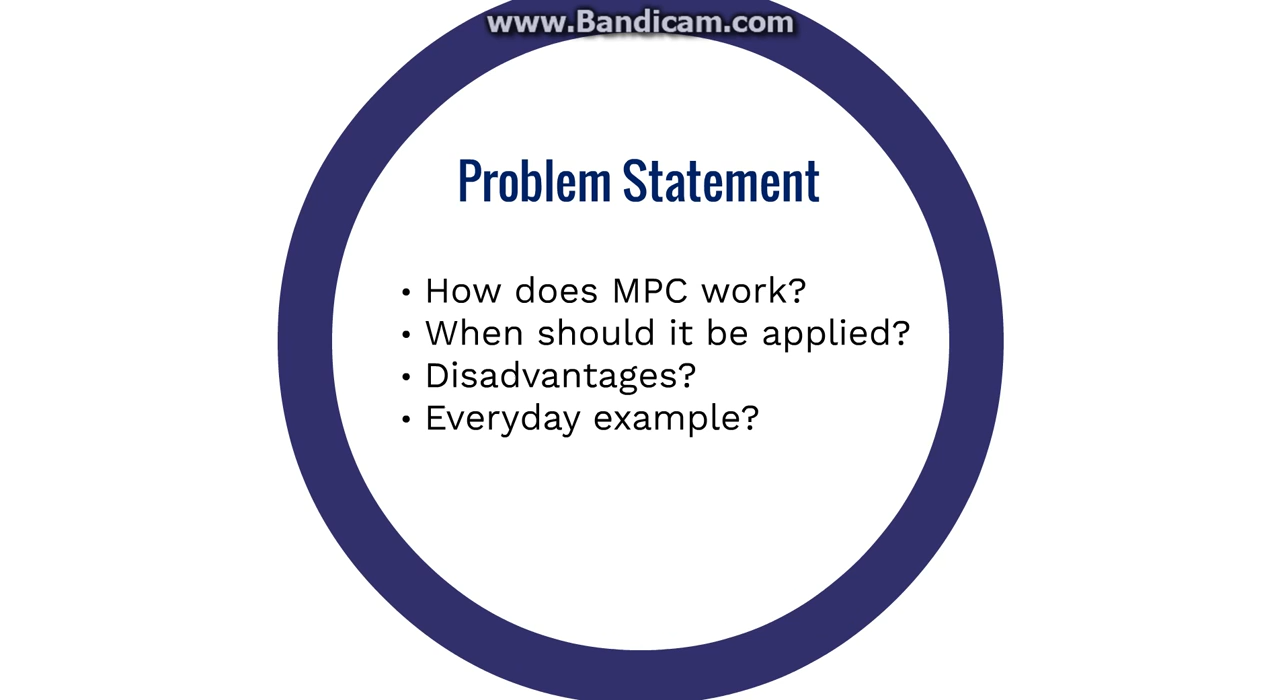 www.Bandicam.com
Problem Statement
• How does MPC work?
• When should it be applied?
• Disadvantages?
• Everyday example?